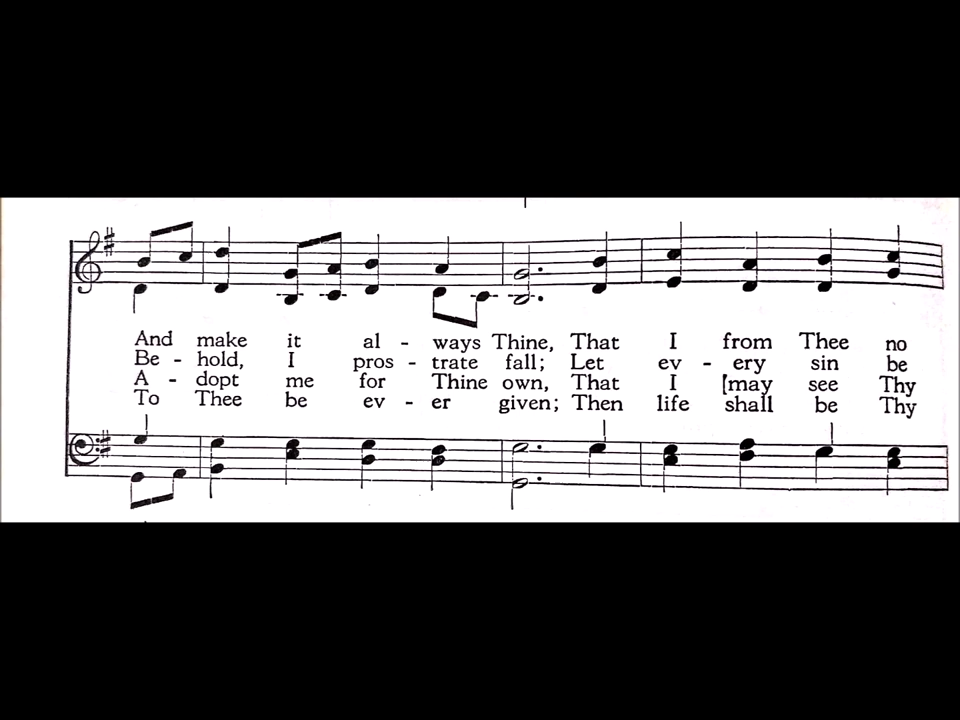 And make it al - ways Thine, That I from Thee no
Be - hold, I pros - trate fall; Let ev - ery sin be
A - dopt me for Thine own, That I [may see Thy
To Thee be ev - er given; Then life shall be Thy